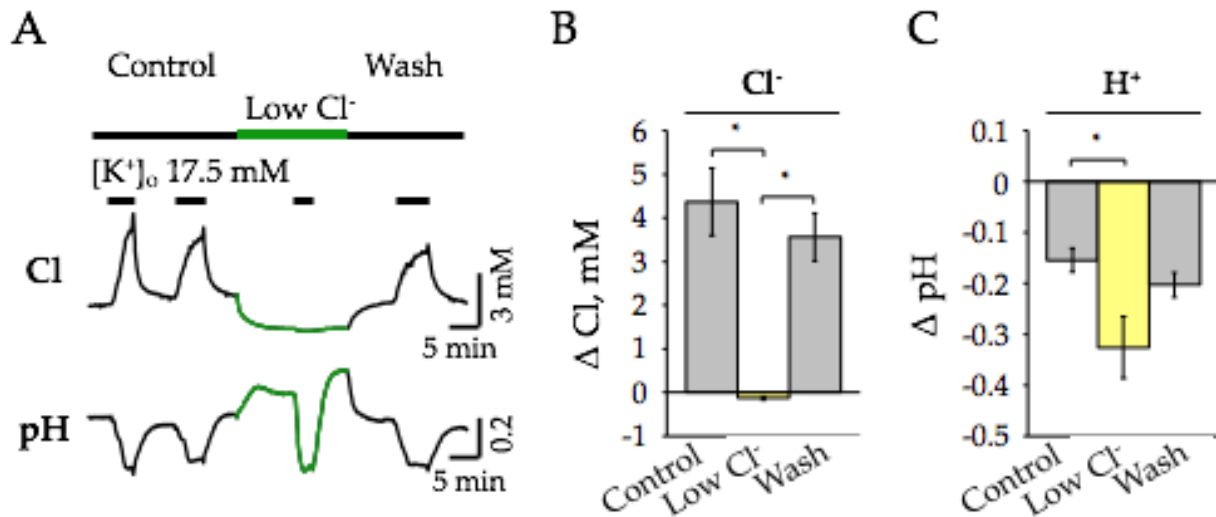 A
Control
Wash
Low Cl⁻
[K⁺]ₒ 17.5 mM
Cl
3 mM
5 min
pH
0.2
5 min
B
Cl⁻
*
*
Δ Cl, mM
6
5
4
3
2
1
0
-1
Control
Low Cl⁻
Wash
C
H⁺
*
Δ pH
0.1
0
-0.1
-0.2
-0.3
-0.4
-0.5
Control
Low Cl⁻
Wash